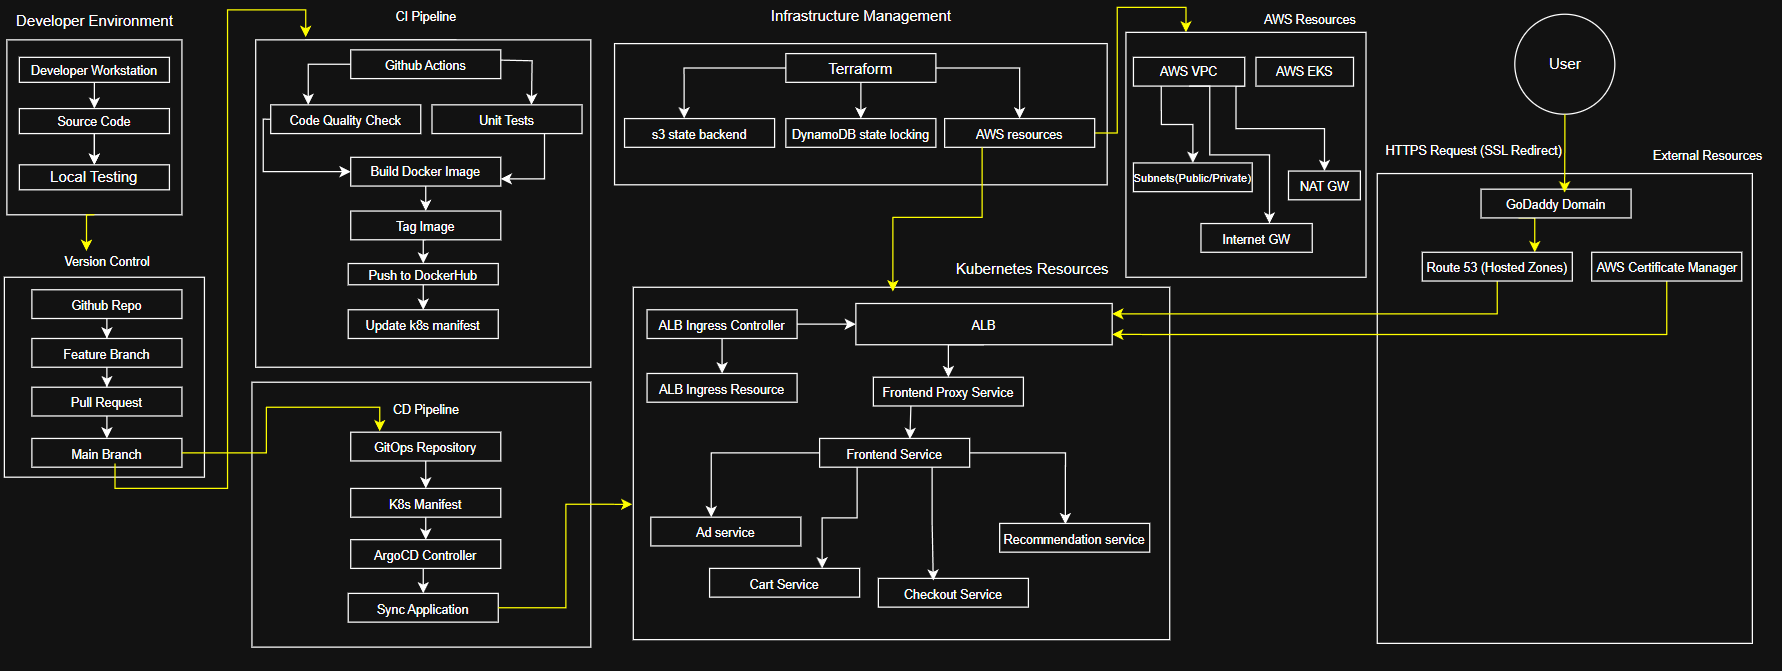 Developer Environment
Developer Workstation
Source Code
Local Testing
Version Control
Github Repo
Feature Branch
Pull Request
Main Branch
CI Pipeline
Github Actions
Code Quality Check
Unit Tests
Build Docker Image
Tag Image
Push to DockerHub
Update k8s manifest
CD Pipeline
GitOps Repository
K8s Manifest
ArgoCD Controller
Sync Application
Infrastructure Management
Terraform
s3 state backend
DynamoDB state locking
AWS resources
AWS Resources
AWS VPC
AWS EKS
Subnets(Public/Private)
NAT GW
Internet GW
Kubernetes Resources
ALB Ingress Controller
ALB
ALB Ingress Resource
Frontend Proxy Service
Frontend Service
Ad service
Recommendation service
Cart Service
Checkout Service
User
HTTPS Request (SSL Redirect)
External Resources
GoDaddy Domain
Route 53 (Hosted Zones)
AWS Certificate Manager